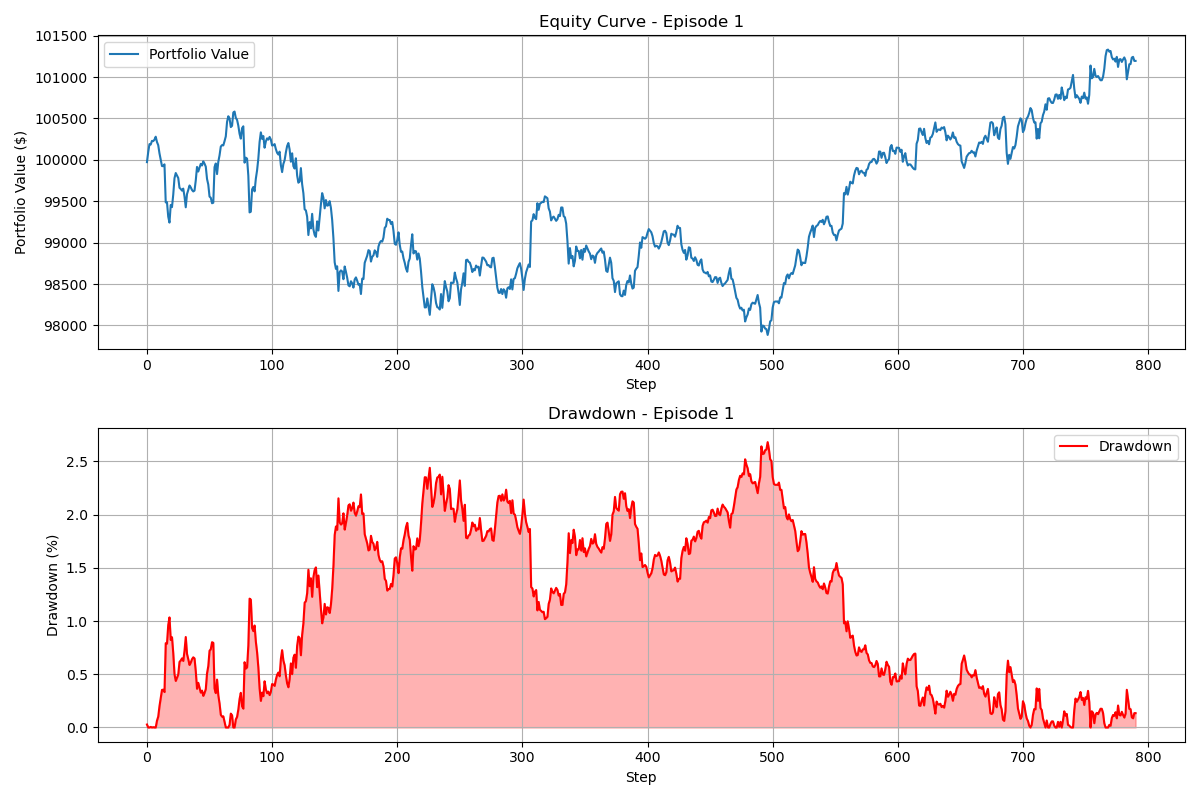 Equity Curve - Episode 1
Portfolio Value ($)
101500
101000
100500
100000
99500
99000
98500
98000
Portfolio Value
0 100 200 300 400 500 600 700 800
Step
Drawdown - Episode 1
Drawdown (%)
2.5
2.0
1.5
1.0
0.5
0.0
Drawdown
0 100 200 300 400 500 600 700 800
Step